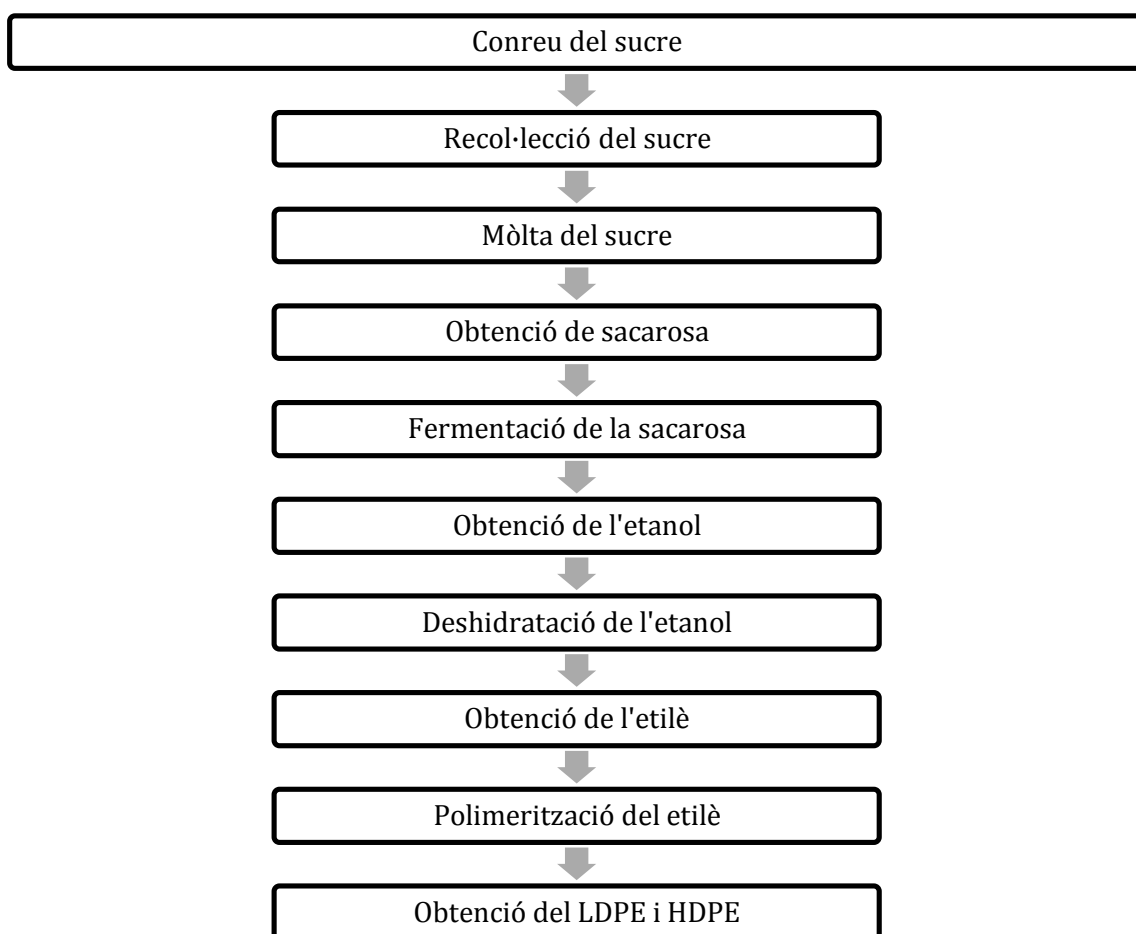 Conreu del sucre
Recol·lecció del sucre
Mòlta del sucre
Obtenció de sacarosa
Fermentació de la sacarosa
Obtenció de l'etanol
Deshidratació de l'etanol
Obtenció de l'etilè
Polimerització del etilè
Obtenció del LDPE i HDPE